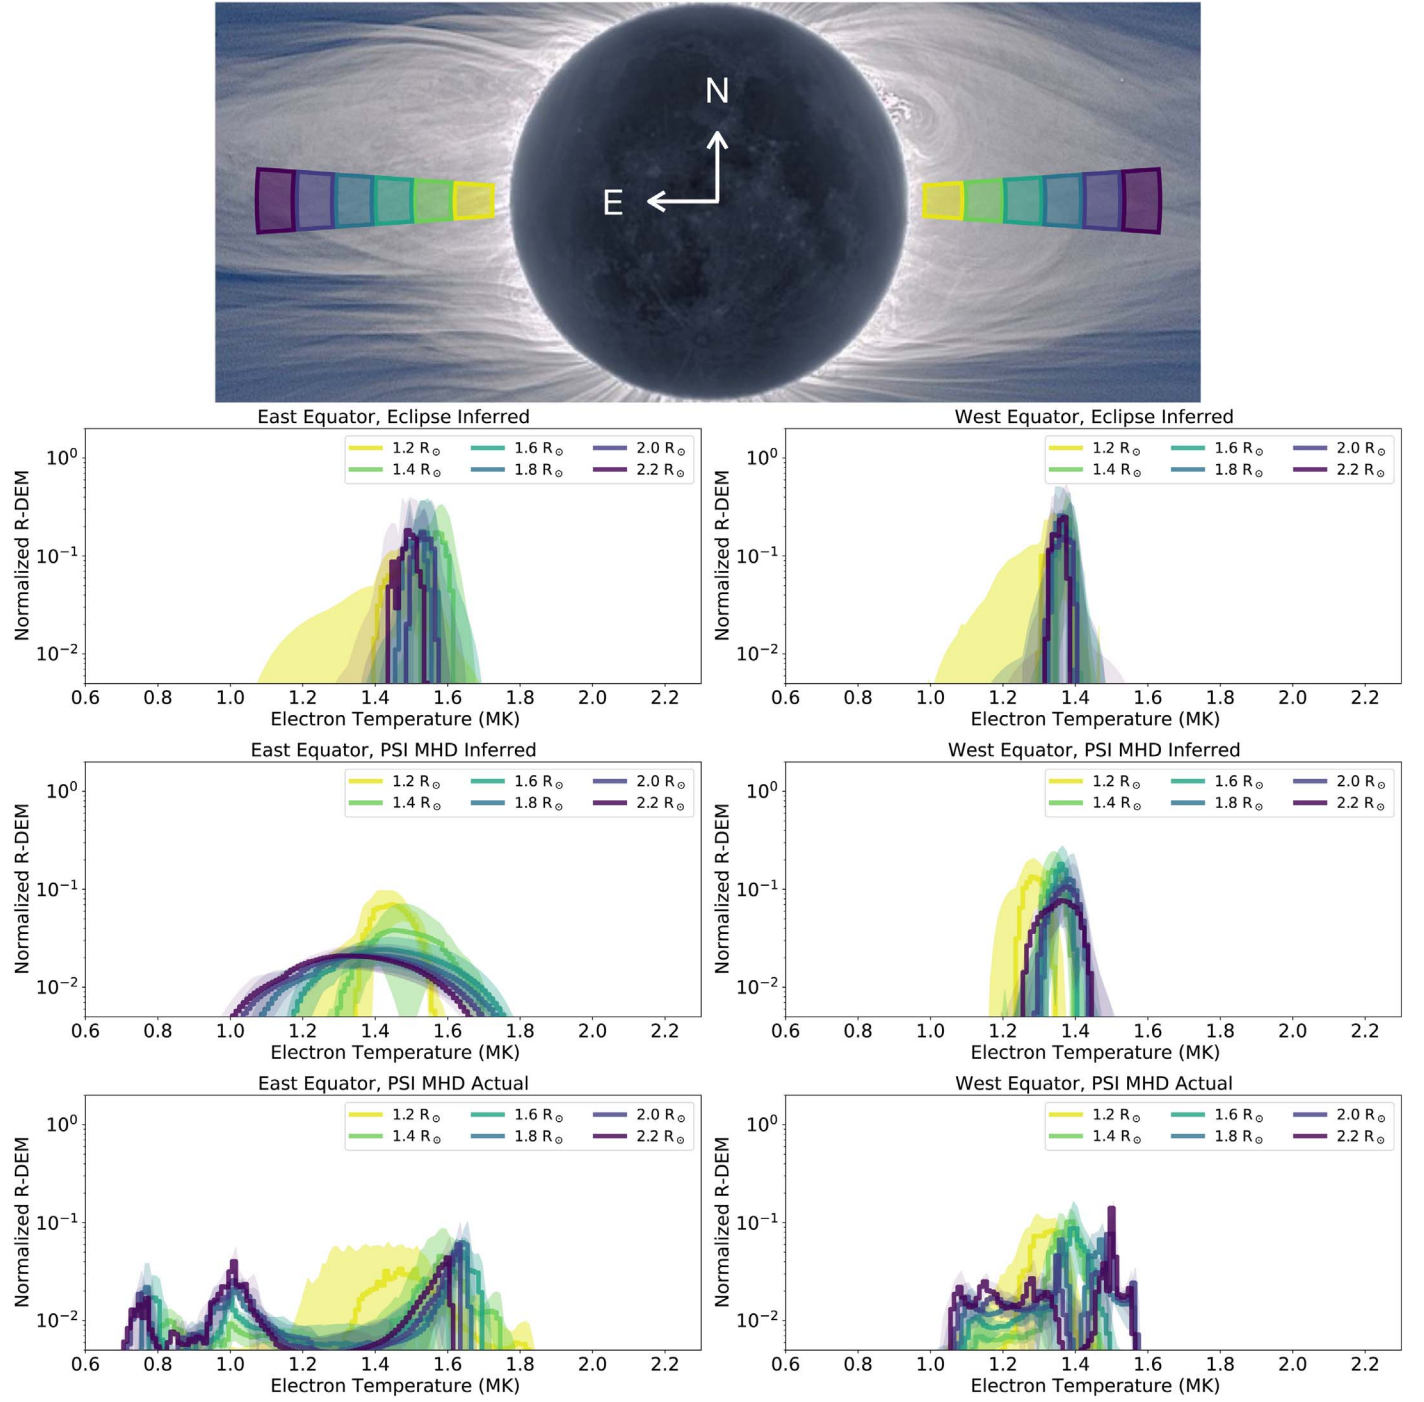 N
E
East Equator, Eclipse Inferred
10⁰
10⁻¹
10⁻²
Normalized R-DEM
1.2 R☉ 1.6 R☉ 2.0 R☉
1.4 R☉ 1.8 R☉ 2.2 R☉
0.6 0.8 1.0 1.2 1.4 1.6 1.8 2.0 2.2
Electron Temperature (MK)
West Equator, Eclipse Inferred
10⁰
10⁻¹
10⁻²
Normalized R-DEM
1.2 R☉ 1.6 R☉ 2.0 R☉
1.4 R☉ 1.8 R☉ 2.2 R☉
0.6 0.8 1.0 1.2 1.4 1.6 1.8 2.0 2.2
Electron Temperature (MK)
East Equator, PSI MHD Inferred
10⁰
10⁻¹
10⁻²
Normalized R-DEM
1.2 R☉ 1.6 R☉ 2.0 R☉
1.4 R☉ 1.8 R☉ 2.2 R☉
0.6 0.8 1.0 1.2 1.4 1.6 1.8 2.0 2.2
Electron Temperature (MK)
West Equator, PSI MHD Inferred
10⁰
10⁻¹
10⁻²
Normalized R-DEM
1.2 R☉ 1.6 R☉ 2.0 R☉
1.4 R☉ 1.8 R☉ 2.2 R☉
0.6 0.8 1.0 1.2 1.4 1.6 1.8 2.0 2.2
Electron Temperature (MK)
East Equator, PSI MHD Actual
10⁰
10⁻¹
10⁻²
Normalized R-DEM
1.2 R☉ 1.6 R☉ 2.0 R☉
1.4 R☉ 1.8 R☉ 2.2 R☉
0.6 0.8 1.0 1.2 1.4 1.6 1.8 2.0 2.2
Electron Temperature (MK)
West Equator, PSI MHD Actual
10⁰
10⁻¹
10⁻²
Normalized R-DEM
1.2 R☉ 1.6 R☉ 2.0 R☉
1.4 R☉ 1.8 R☉ 2.2 R☉
0.6 0.8 1.0 1.2 1.4 1.6 1.8 2.0 2.2
Electron Temperature (MK)